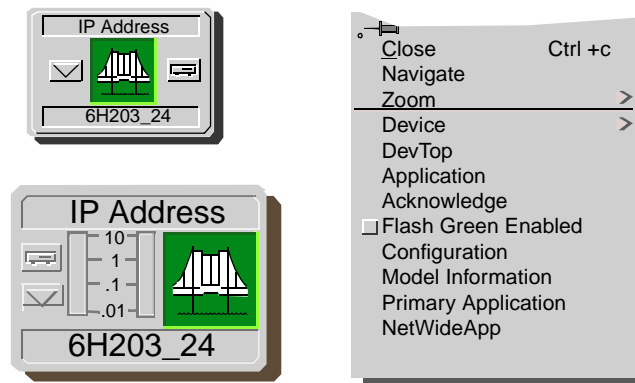 IP Address
6H203_24
IP Address
10
1
.1
.01
6H203_24
Close Ctrl +c
Navigate
Zoom >
Device >
DevTop
Application
Acknowledge
Flash Green Enabled
Configuration
Model Information
Primary Application
NetWideApp